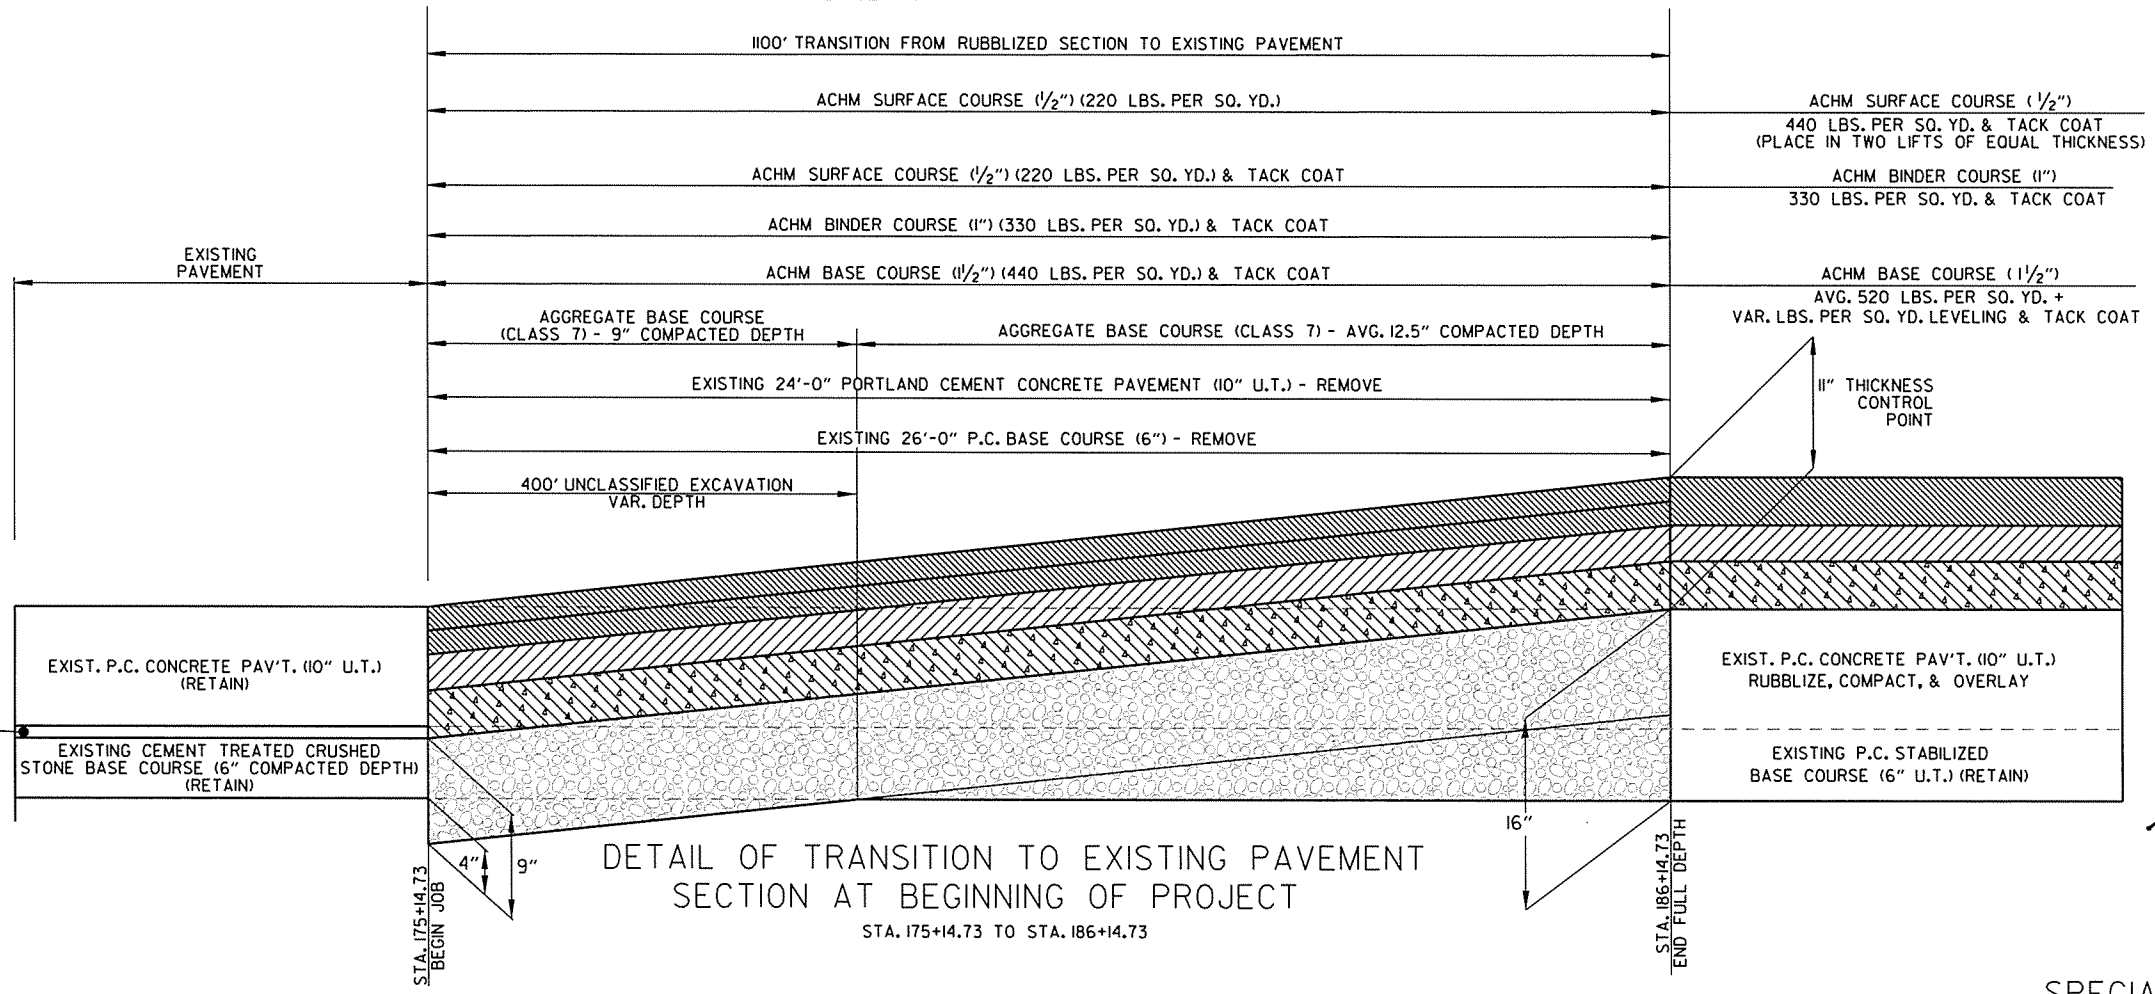 1100' TRANSITION FROM RUBBLIZED SECTION TO EXISTING PAVEMENT
ACHM SURFACE COURSE (1/2") (220 LBS. PER SQ. YD.)
ACHM SURFACE COURSE (1/2")
440 LBS. PER SQ. YD. & TACK COAT
(PLACE IN TWO LIFTS OF EQUAL THICKNESS)
ACHM SURFACE COURSE (1/2") (220 LBS. PER SQ. YD.) & TACK COAT
ACHM BINDER COURSE (1")
330 LBS. PER SQ. YD. & TACK COAT
ACHM BINDER COURSE (1") (330 LBS. PER SQ. YD.) & TACK COAT
EXISTING
PAVEMENT
ACHM BASE COURSE (1 1/2") (440 LBS. PER SQ. YD.) & TACK COAT
ACHM BASE COURSE (1 1/2")
AVG. 520 LBS. PER SQ. YD. +
VAR. LBS. PER SQ. YD. LEVELING & TACK COAT
AGGREGATE BASE COURSE
(CLASS 7) - 9" COMPACTED DEPTH
AGGREGATE BASE COURSE (CLASS 7) - AVG. 12.5" COMPACTED DEPTH
EXISTING 24'-0" PORTLAND CEMENT CONCRETE PAVEMENT (10" U.T.) - REMOVE
11" THICKNESS
CONTROL
POINT
EXISTING 26'-0" P.C. BASE COURSE (6") - REMOVE
400' UNCLASSIFIED EXCAVATION
VAR. DEPTH
EXIST. P.C. CONCRETE PAV'T. (10" U.T.)
(RETAIN)
EXIST. P.C. CONCRETE PAV'T. (10" U.T.)
RUBBLIZE, COMPACT, & OVERLAY
EXISTING CEMENT TREATED CRUSHED
STONE BASE COURSE (6" COMPACTED DEPTH)
(RETAIN)
EXISTING P.C. STABILIZED
BASE COURSE (6" U.T.) (RETAIN)
4"
9"
16"
STA. 175+14.73
BEGIN JOB
STA. 186+14.73
END FULL DEPTH
DETAIL OF TRANSITION TO EXISTING PAVEMENT
SECTION AT BEGINNING OF PROJECT
STA. 175+14.73 TO STA. 186+14.73